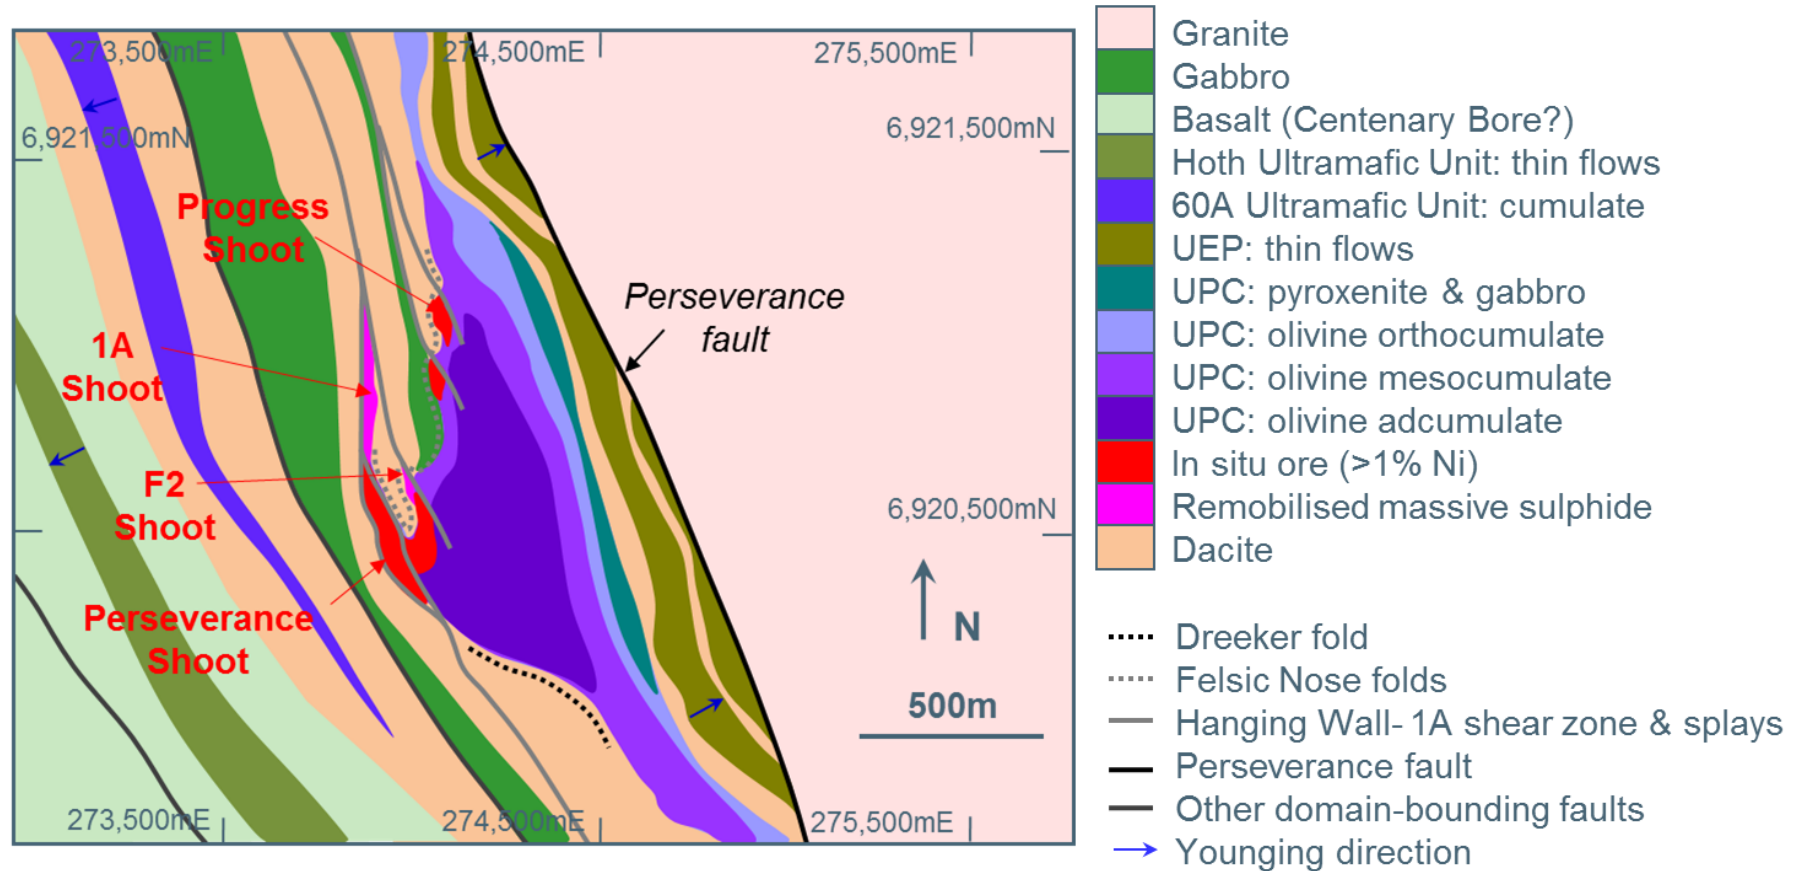 273,500mE
274,500mE
275,500mE
6,921,500mN
6,921,500mN
Progress
Shoot
Perseverance
fault
1A
Shoot
F2
Shoot
6,920,500mN
Perseverance
Shoot
N
500m
273,500mE
274,500mE
275,500mE
Granite
Gabbro
Basalt (Centenary Bore?)
Hoth Ultramafic Unit: thin flows
60A Ultramafic Unit: cumulate
UEP: thin flows
UPC: pyroxenite & gabbro
UPC: olivine orthocumulate
UPC: olivine mesocumulate
UPC: olivine adcumulate
In situ ore (>1% Ni)
Remobilised massive sulphide
Dacite
Dreeker fold
Felsic Nose folds
Hanging Wall- 1A shear zone & splays
Perseverance fault
Other domain-bounding faults
Younging direction